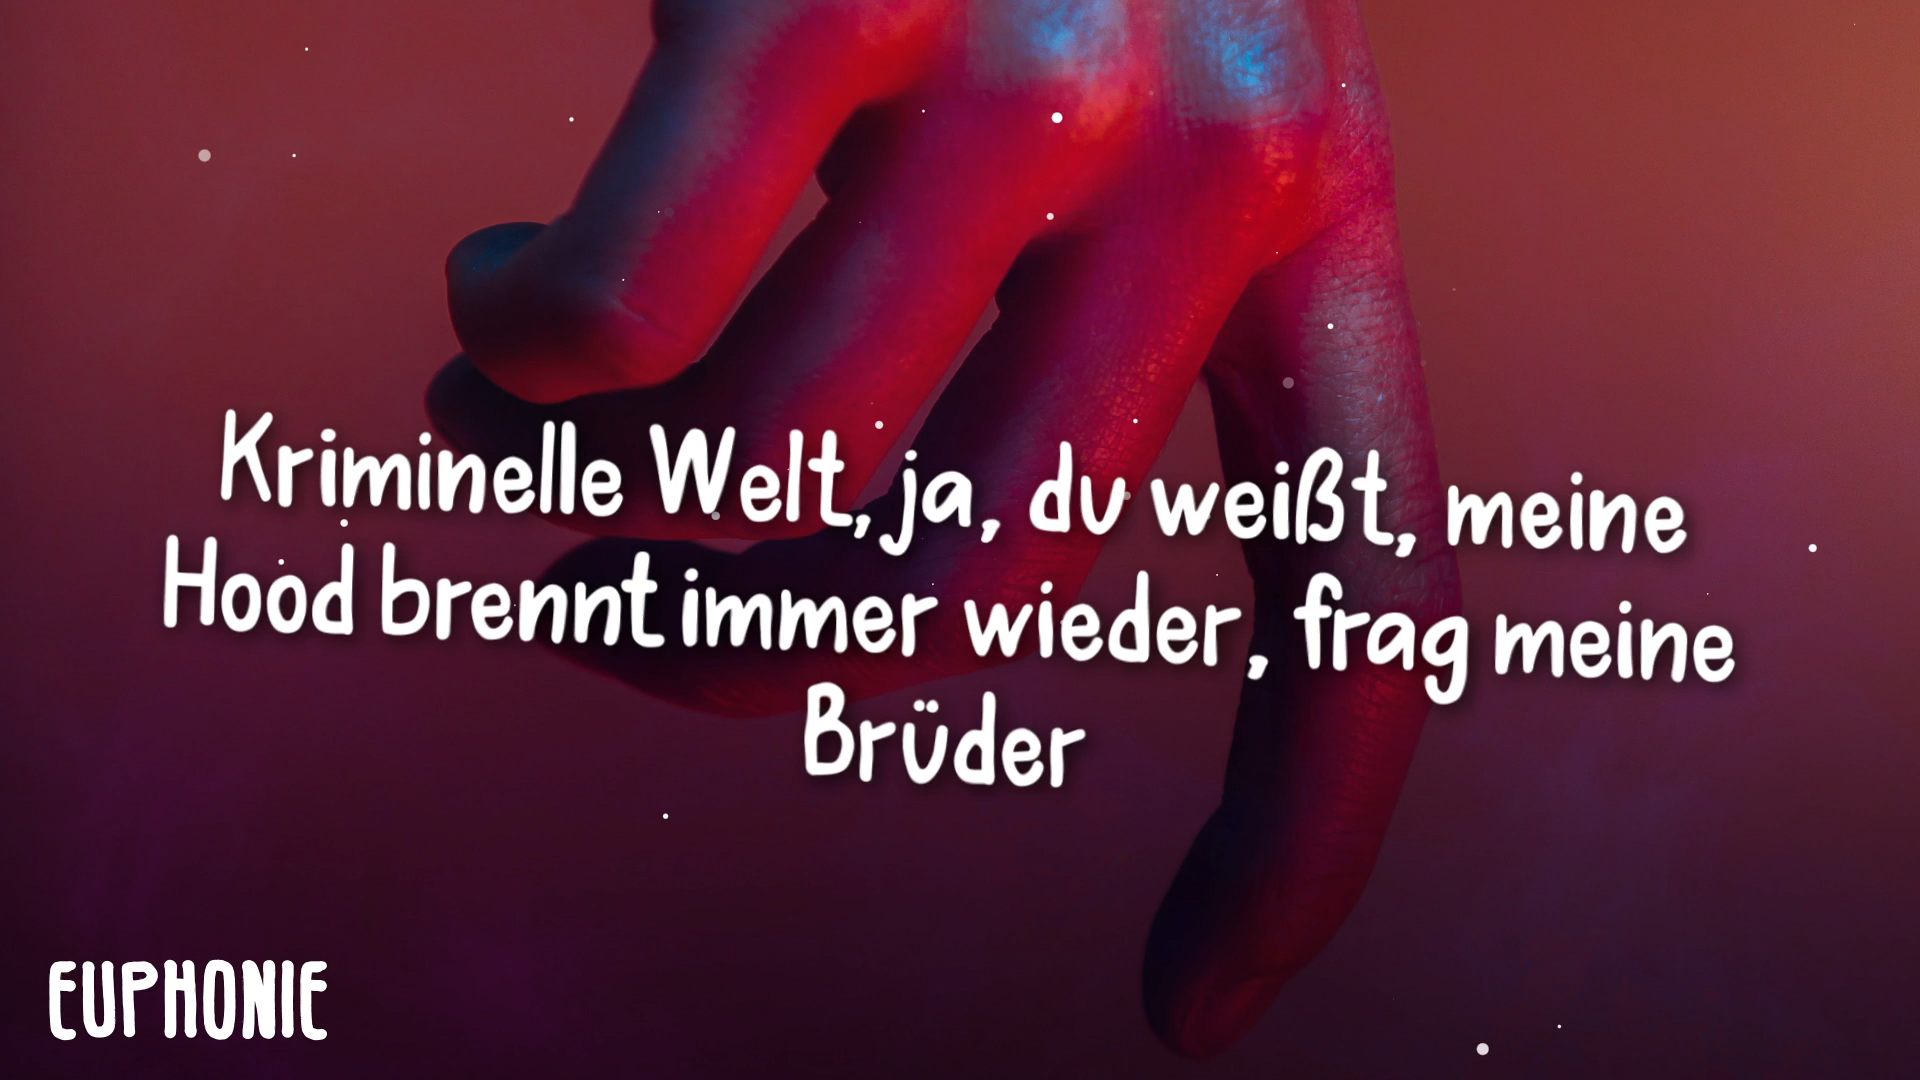 Kriminelle Welt, ja, du weißt, meine
Hood brennt immer wieder, frag meine
Brüder
EUPHONIE